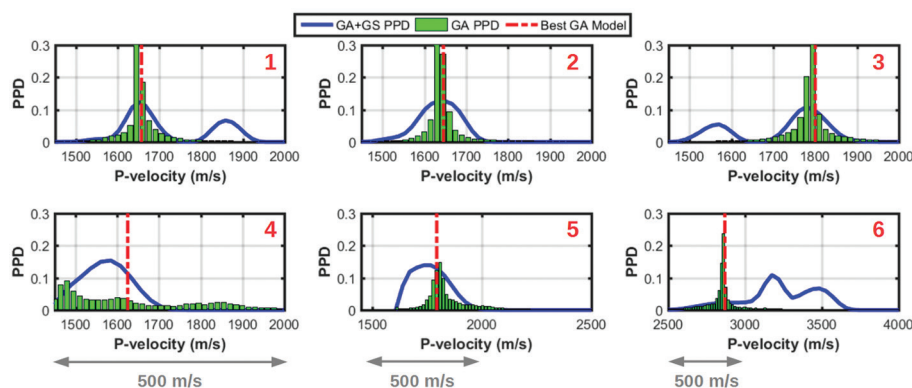 GA+GS PPD GA PPD Best GA Model
0.3 0.3 0.3
1 2 3
PPD 0.2 PPD 0.2 PPD 0.2
0.1 0.1 0.1
0 0 0
1500 1600 1700 1800 1900 2000 1500 1600 1700 1800 1900 2000 1500 1600 1700 1800 1900 2000
P-velocity (m/s) P-velocity (m/s) P-velocity (m/s)
0.3 0.3 0.3
4 5 6
PPD 0.2 PPD 0.2 PPD 0.2
0.1 0.1 0.1
0 0 0
1500 1600 1700 1800 1900 2000 1500 2000 2500 2500 3000 3500 4000
P-velocity (m/s) P-velocity (m/s) P-velocity (m/s)
500 m/s 500 m/s 500 m/s